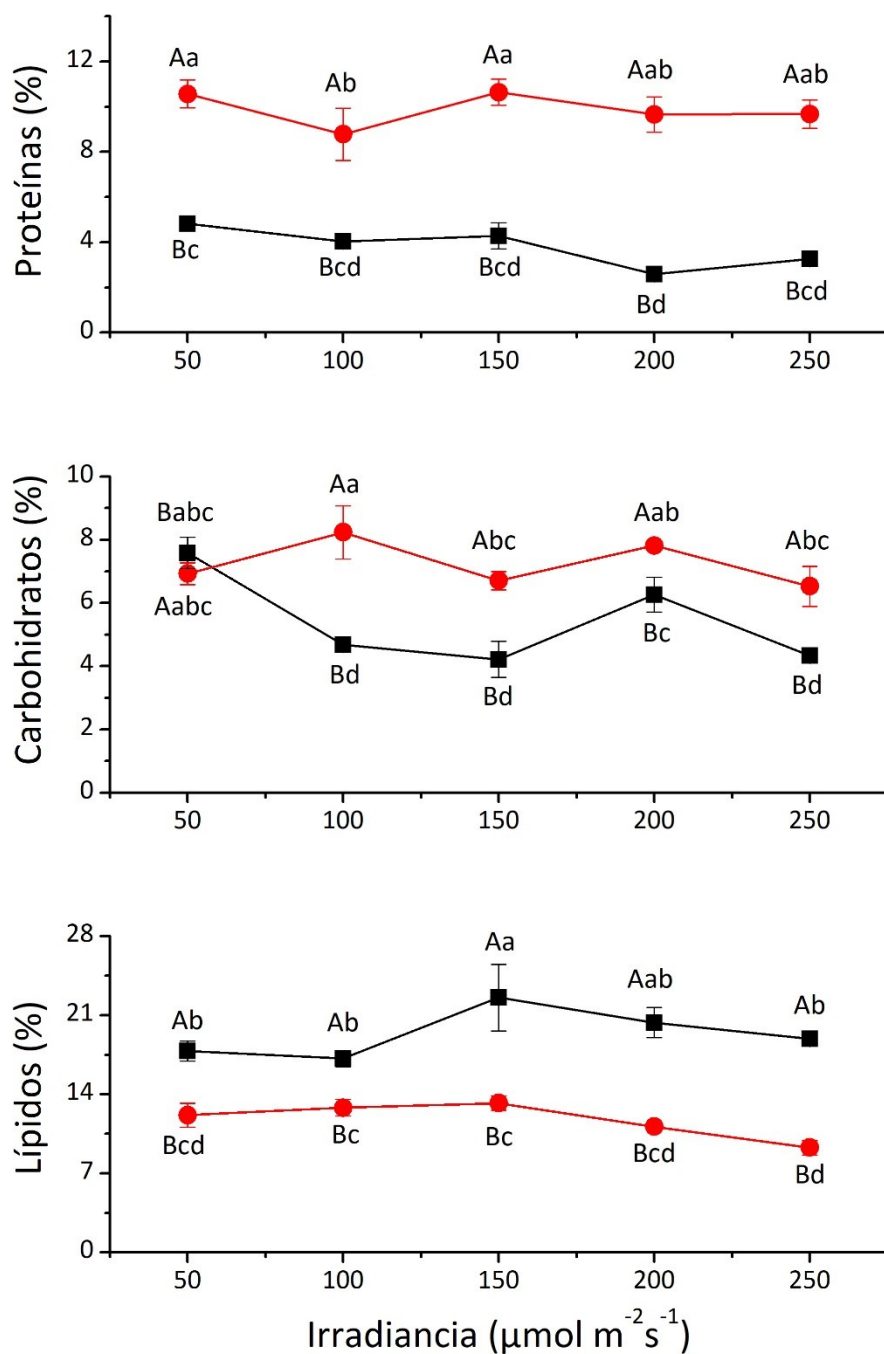 Proteínas (%)
12
8
4
0
Aa
Ab
Aa
Aab
Aab
Bc
Bcd
Bcd
Bd
Bcd
50 100 150 200 250
Carbohidratos (%)
10
8
6
4
2
0
Babc
Aa
Abc
Aab
Abc
Aabc
Bd
Bd
Bc
Bd
50 100 150 200 250
Lípidos (%)
28
21
14
7
0
Ab
Ab
Aa
Aab
Ab
Bcd
Bc
Bc
Bcd
Bd
50 100 150 200 250
Irradiancia (μmol m⁻²s⁻¹)